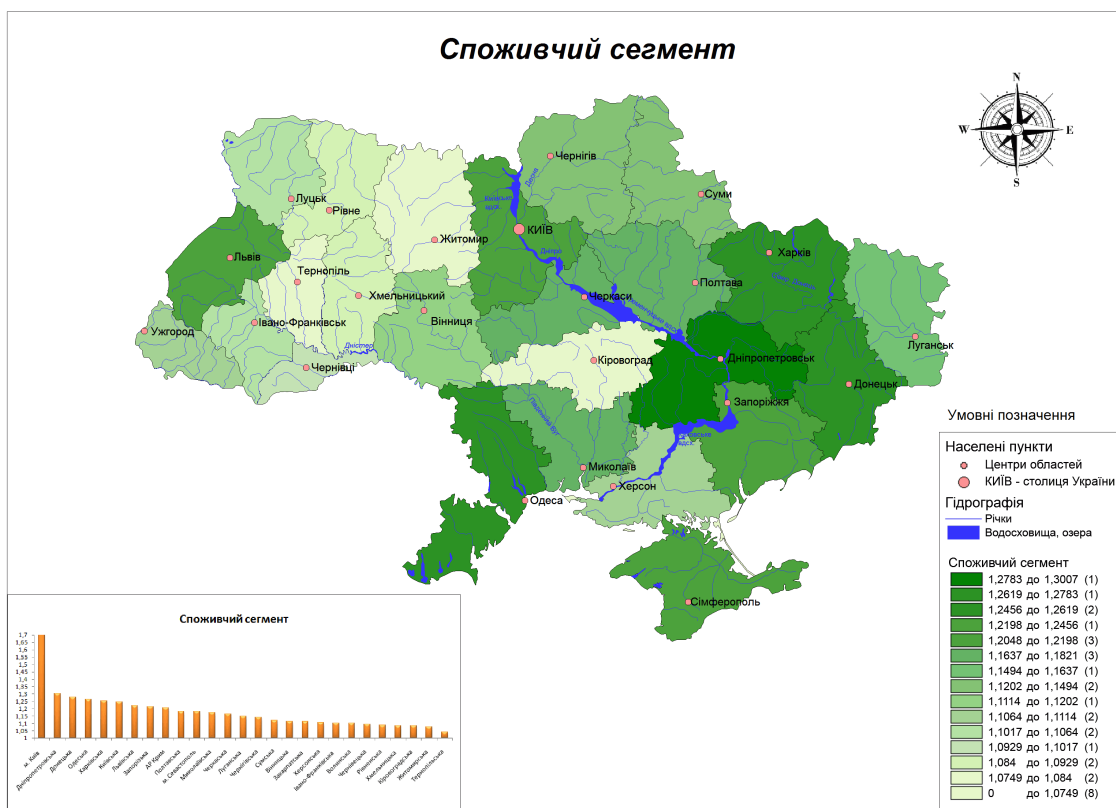 Споживчий сегмент
N
W
E
S
Чернігів
Десна
Суми
Луцьк
Рівне
Київське
водсх.
КИЇВ
Житомир
Дніпро
Харків
Львів
Тернопіль
Полтава
Хмельницький
Черкаси
Вінниця
Івано-Франківськ
Ужгород
Луганськ
Дністер
Кіровоград
Дніпропетровськ
Чернівці
Донецьк
Запоріжжя
Південний Буг
Миколаїв
Херсон
Одеса
Сімферополь
Умовні позначення
Населені пункти
Центри областей
КИЇВ - столиця України
Гідрографія
Річки
Водосховища, озера
Споживчий сегмент
1,2783 до 1,3007 (1)
1,2619 до 1,2783 (1)
1,2456 до 1,2619 (2)
1,2198 до 1,2456 (1)
1,2048 до 1,2198 (3)
1,1637 до 1,1821 (3)
1,1494 до 1,1637 (1)
1,1202 до 1,1494 (2)
1,1114 до 1,1202 (1)
1,1064 до 1,1114 (2)
1,1017 до 1,1064 (2)
1,0929 до 1,1017 (1)
1,084 до 1,0929 (2)
1,0749 до 1,084 (2)
0 до 1,0749 (8)
Споживчий сегмент
1,7
1,65
1,6
1,55
1,5
1,45
1,4
1,35
1,3
1,25
1,2
1,15
1,1
1,05
1
м. Київ
Дніпропетровська
Донецька
Одеська
Харківська
Київська
Львівська
Запорізька
АР Крим
Полтавська
м. Севастополь
Миколаївська
Черкаська
Луганська
Чернігівська
Сумська
Вінницька
Закарпатська
Херсонська
Івано-Франківська
Волинська
Чернівецька
Рівненська
Хмельницька
Кіровоградська
Житомирська
Тернопільська